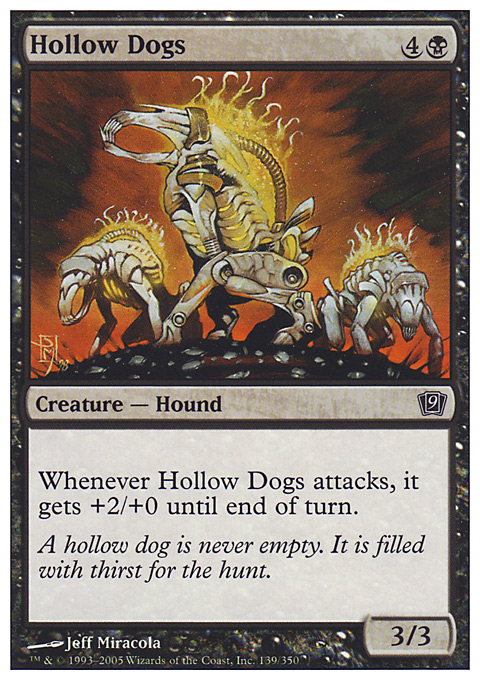 Hollow Dogs 4
Creature — Hound 9
Whenever Hollow Dogs attacks, it
gets +2/+0 until end of turn.
A hollow dog is never empty. It is filled
with thirst for the hunt.
Jeff Miracola
3/3
™ & © 1993–2005 Wizards of the Coast, Inc. 139/350